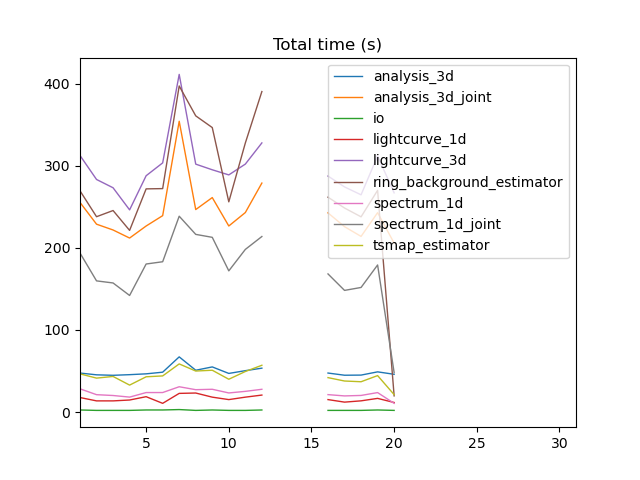 Total time (s)
400
300
200
100
0
5
10
15
20
25
30
analysis_3d
analysis_3d_joint
io
lightcurve_1d
lightcurve_3d
ring_background_estimator
spectrum_1d
spectrum_1d_joint
tsmap_estimator